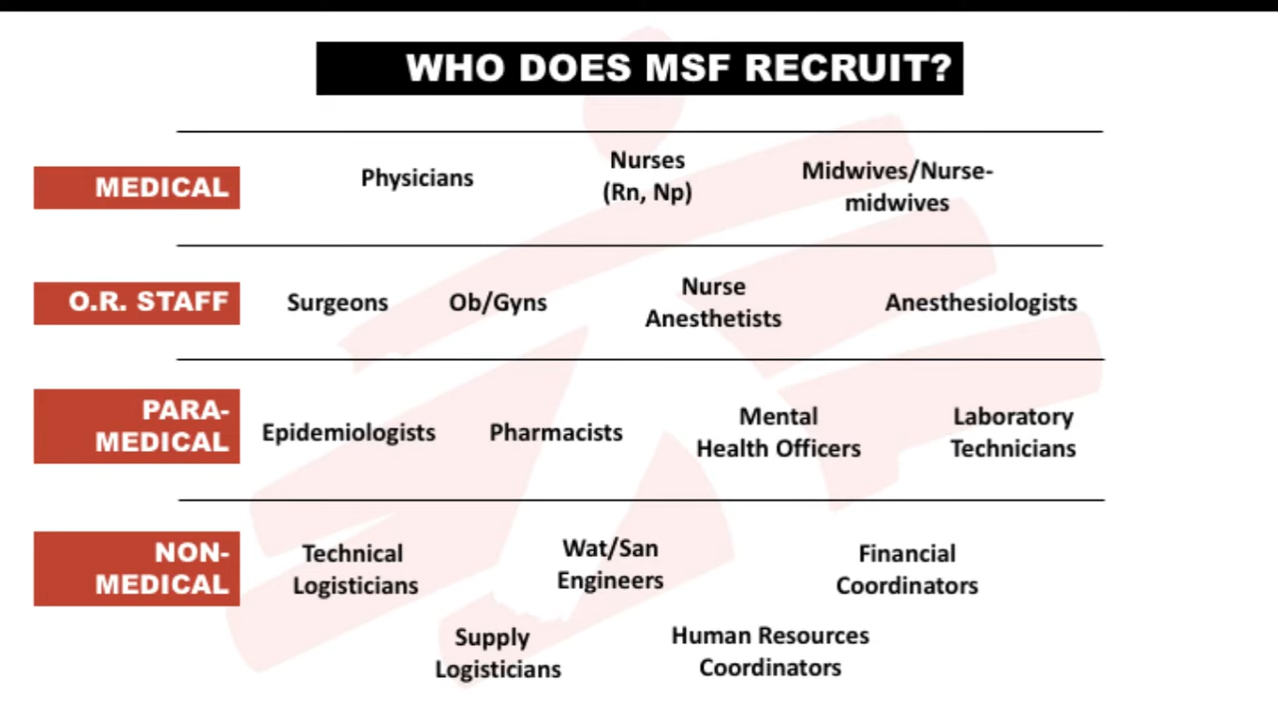 WHO DOES MSF RECRUIT?
MEDICAL
Physicians
Nurses
(Rn, Np)
Midwives/Nurse-
midwives
O.R. STAFF
Surgeons
Ob/Gyns
Nurse
Anesthetists
Anesthesiologists
PARA-
MEDICAL
Epidemiologists
Pharmacists
Mental
Health Officers
Laboratory
Technicians
NON-
MEDICAL
Technical
Logisticians
Wat/San
Engineers
Financial
Coordinators
Supply
Logisticians
Human Resources
Coordinators